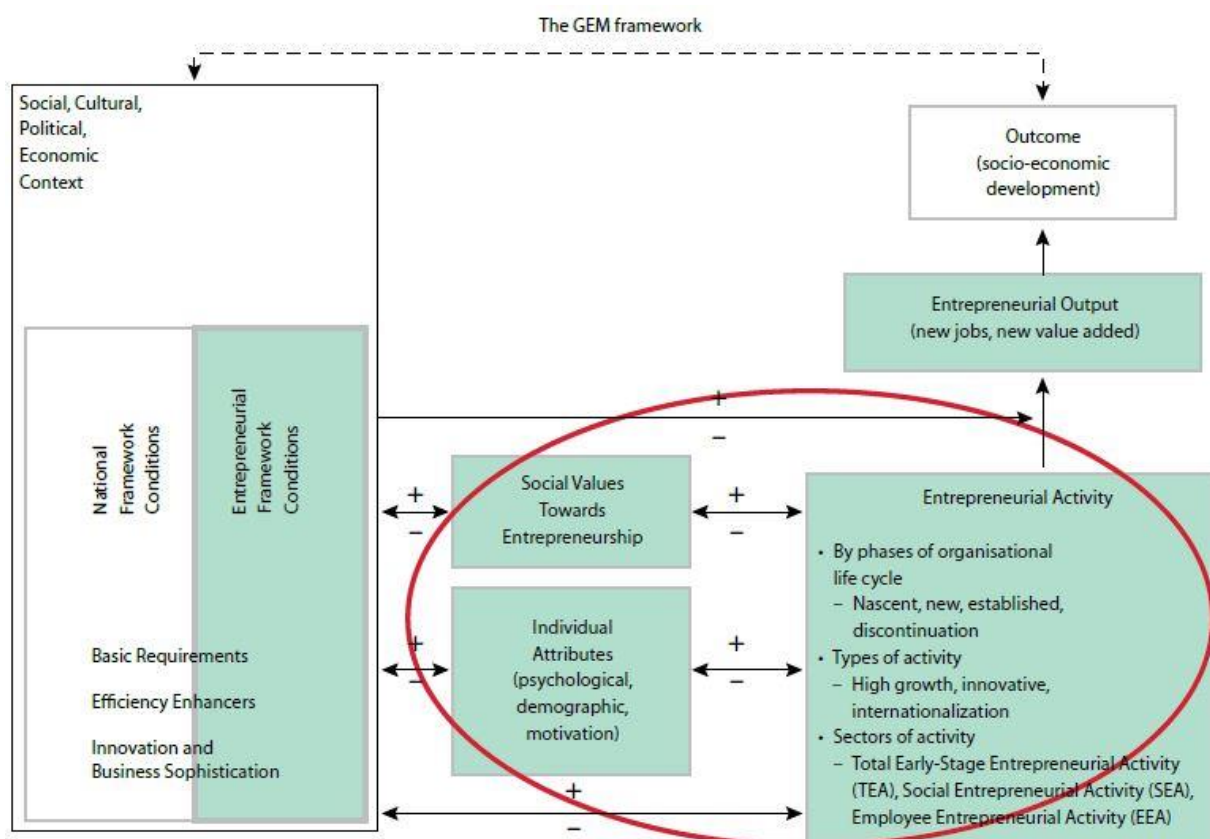 The GEM framework
Social, Cultural,
Political,
Economic
Context
Outcome
(socio-economic
development)
Entrepreneurial Output
(new jobs, new value added)
National
Framework
Conditions
Entrepreneurial
Framework
Conditions
Basic Requirements
Efficiency Enhancers
Innovation and
Business Sophistication
+
–
+
–
Social Values
Towards
Entrepreneurship
+
–
+
–
Individual
Attributes
(psychological,
demographic,
motivation)
+
–
+
–
Entrepreneurial Activity
• By phases of organisational
life cycle
– Nascent, new, established,
discontinuation
• Types of activity
– High growth, innovative,
internationalization
• Sectors of activity
– Total Early-Stage Entrepreneurial Activity
(TEA), Social Entrepreneurial Activity (SEA),
Employee Entrepreneurial Activity (EEA)